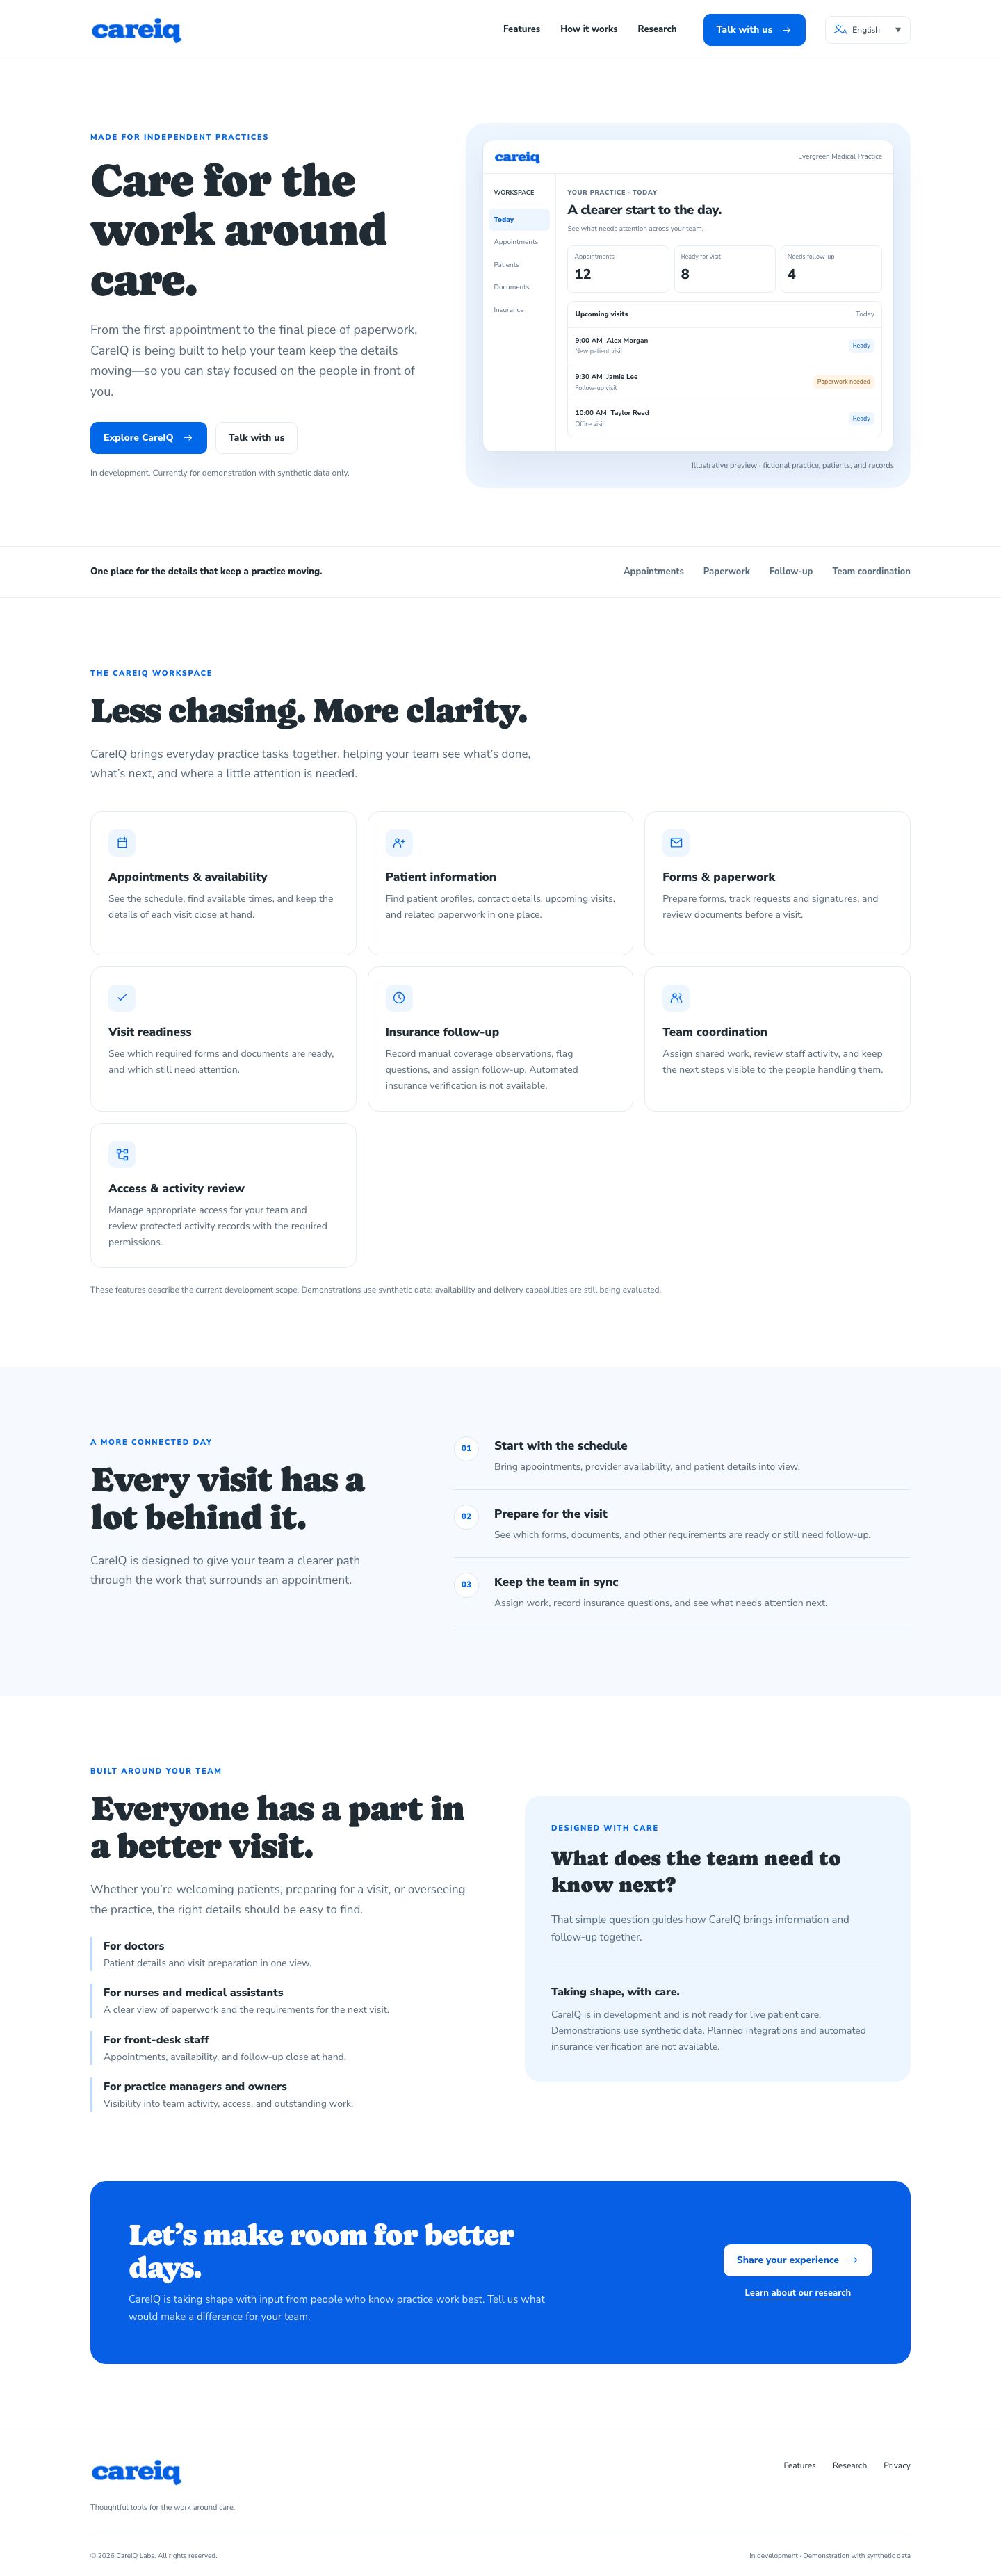 careiq
Features
How it works
Research
Talk with us
English
MADE FOR INDEPENDENT PRACTICES
Care for the
work around
care.
From the first appointment to the final piece of paperwork,
CareIQ is being built to help your team keep the details
moving—so you can stay focused on the people in front of
you.
Explore CareIQ
Talk with us
In development. Currently for demonstration with synthetic data only.
careiq
Evergreen Medical Practice
WORKSPACE
Today
Appointments
Patients
Documents
Insurance
YOUR PRACTICE · TODAY
A clearer start to the day.
See what needs attention across your team.
Appointments
12
Ready for visit
8
Needs follow-up
4
Upcoming visits
Today
9:00 AM Alex Morgan
New patient visit
Ready
9:30 AM Jamie Lee
Follow-up visit
Paperwork needed
10:00 AM Taylor Reed
Office visit
Ready
Illustrative preview · fictional practice, patients, and records
One place for the details that keep a practice moving.
Appointments
Paperwork
Follow-up
Team coordination
THE CAREIQ WORKSPACE
Less chasing. More clarity.
CareIQ brings everyday practice tasks together, helping your team see what’s done,
what’s next, and where a little attention is needed.
Appointments & availability
See the schedule, find available times, and keep the
details of each visit close at hand.
Patient information
Find patient profiles, contact details, upcoming visits,
and related paperwork in one place.
Forms & paperwork
Prepare forms, track requests and signatures, and
review documents before a visit.
Visit readiness
See which required forms and documents are ready,
and which still need attention.
Insurance follow-up
Record manual coverage observations, flag
questions, and assign follow-up. Automated
insurance verification is not available.
Team coordination
Assign shared work, review staff activity, and keep
the next steps visible to the people handling them.
Access & activity review
Manage appropriate access for your team and
review protected activity records with the required
permissions.
These features describe the current development scope. Demonstrations use synthetic data; availability and delivery capabilities are still being evaluated.
A MORE CONNECTED DAY
Every visit has a
lot behind it.
CareIQ is designed to give your team a clearer path
through the work that surrounds an appointment.
01
Start with the schedule
Bring appointments, provider availability, and patient details into view.
02
Prepare for the visit
See which forms, documents, and other requirements are ready or still need follow-up.
03
Keep the team in sync
Assign work, record insurance questions, and see what needs attention next.
BUILT AROUND YOUR TEAM
Everyone has a part in
a better visit.
Whether you’re welcoming patients, preparing for a visit, or overseeing
the practice, the right details should be easy to find.
For doctors
Patient details and visit preparation in one view.
For nurses and medical assistants
A clear view of paperwork and the requirements for the next visit.
For front-desk staff
Appointments, availability, and follow-up close at hand.
For practice managers and owners
Visibility into team activity, access, and outstanding work.
DESIGNED WITH CARE
What does the team need to
know next?
That simple question guides how CareIQ brings information and
follow-up together.
Taking shape, with care.
CareIQ is in development and is not ready for live patient care.
Demonstrations use synthetic data. Planned integrations and automated
insurance verification are not available.
Let’s make room for better
days.
CareIQ is taking shape with input from people who know practice work best. Tell us what
would make a difference for your team.
Share your experience
Learn about our research
careiq
Features
Research
Privacy
Thoughtful tools for the work around care.
© 2026 CareIQ Labs. All rights reserved.
In development · Demonstration with synthetic data